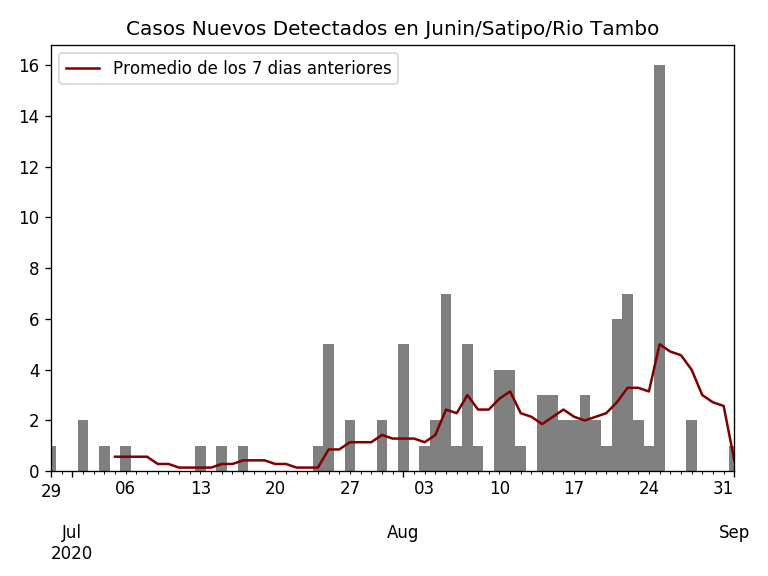 Casos Nuevos Detectados en Junin/Satipo/Rio Tambo
Promedio de los 7 dias anteriores
16
14
12
10
8
6
4
2
0
29 06 13 20 27 03 10 17 24 31
Jul Aug Sep
2020